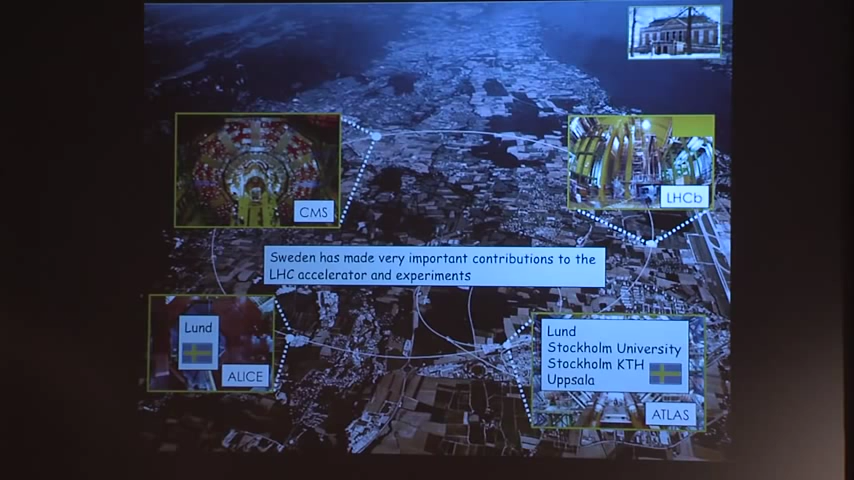 CMS
LHCb
Sweden has made very important contributions to the
LHC accelerator and experiments
Lund
ALICE
Lund
Stockholm University
Stockholm KTH
Uppsala
ATLAS